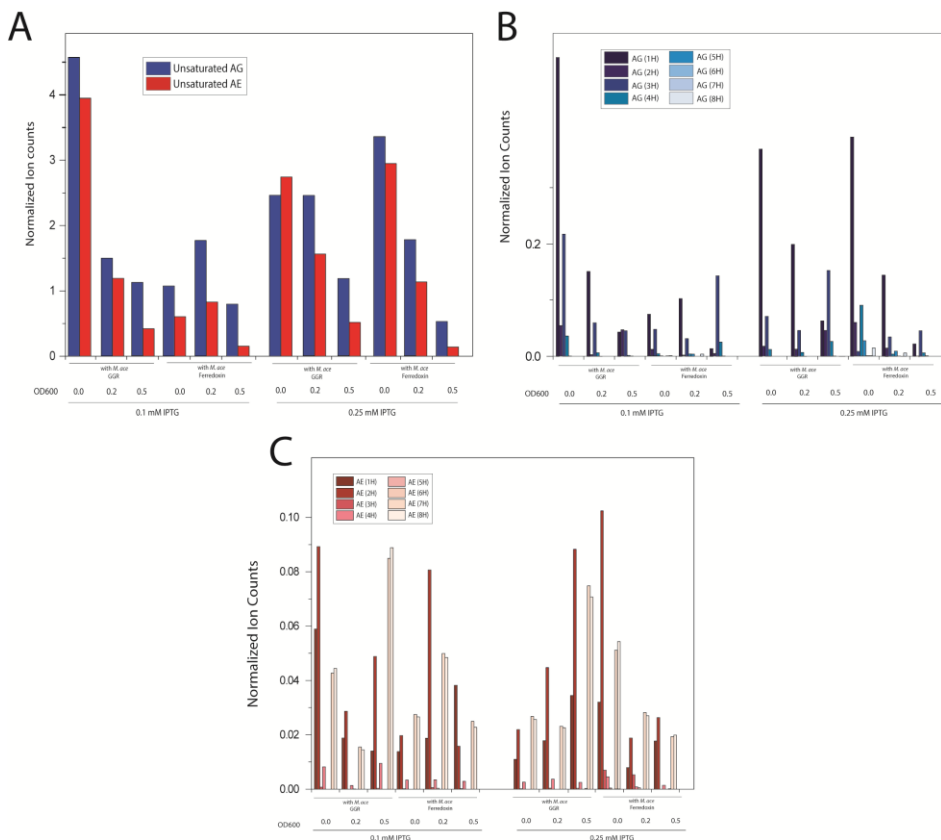 A
Normalized Ion counts
4
3
2
1
0
Unsaturated AG
Unsaturated AE
with M. ace
GGR
with M. ace
Ferredoxin
with M. ace
GGR
with M. ace
Ferredoxin
OD600 0.0 0.2 0.5 0.0 0.2 0.5 0.0 0.2 0.5 0.0 0.2 0.5
0.1 mM IPTG 0.25 mM IPTG
B
Normalized Ion Counts
0.2
0.0
AG (1H) AG (5H)
AG (2H) AG (6H)
AG (3H) AG (7H)
AG (4H) AG (8H)
with M. ace
GGR
with M. ace
Ferredoxin
with M. ace
GGR
with M. ace
Ferredoxin
OD600 0.0 0.2 0.5 0.0 0.2 0.5 0.0 0.2 0.5 0.0 0.2 0.5
0.1 mM IPTG 0.25 mM IPTG
C
Normalized Ion Counts
0.10
0.08
0.06
0.04
0.02
0.00
AE (1H) AE (5H)
AE (2H) AE (6H)
AE (3H) AE (7H)
AE (4H) AE (8H)
with M. ace
GGR
with M. ace
Ferredoxin
with M. ace
GGR
with M. ace
Ferredoxin
OD600 0.0 0.2 0.5 0.0 0.2 0.5 0.0 0.2 0.5 0.0 0.2 0.5
0.1 mM IPTG 0.25 mM IPTG